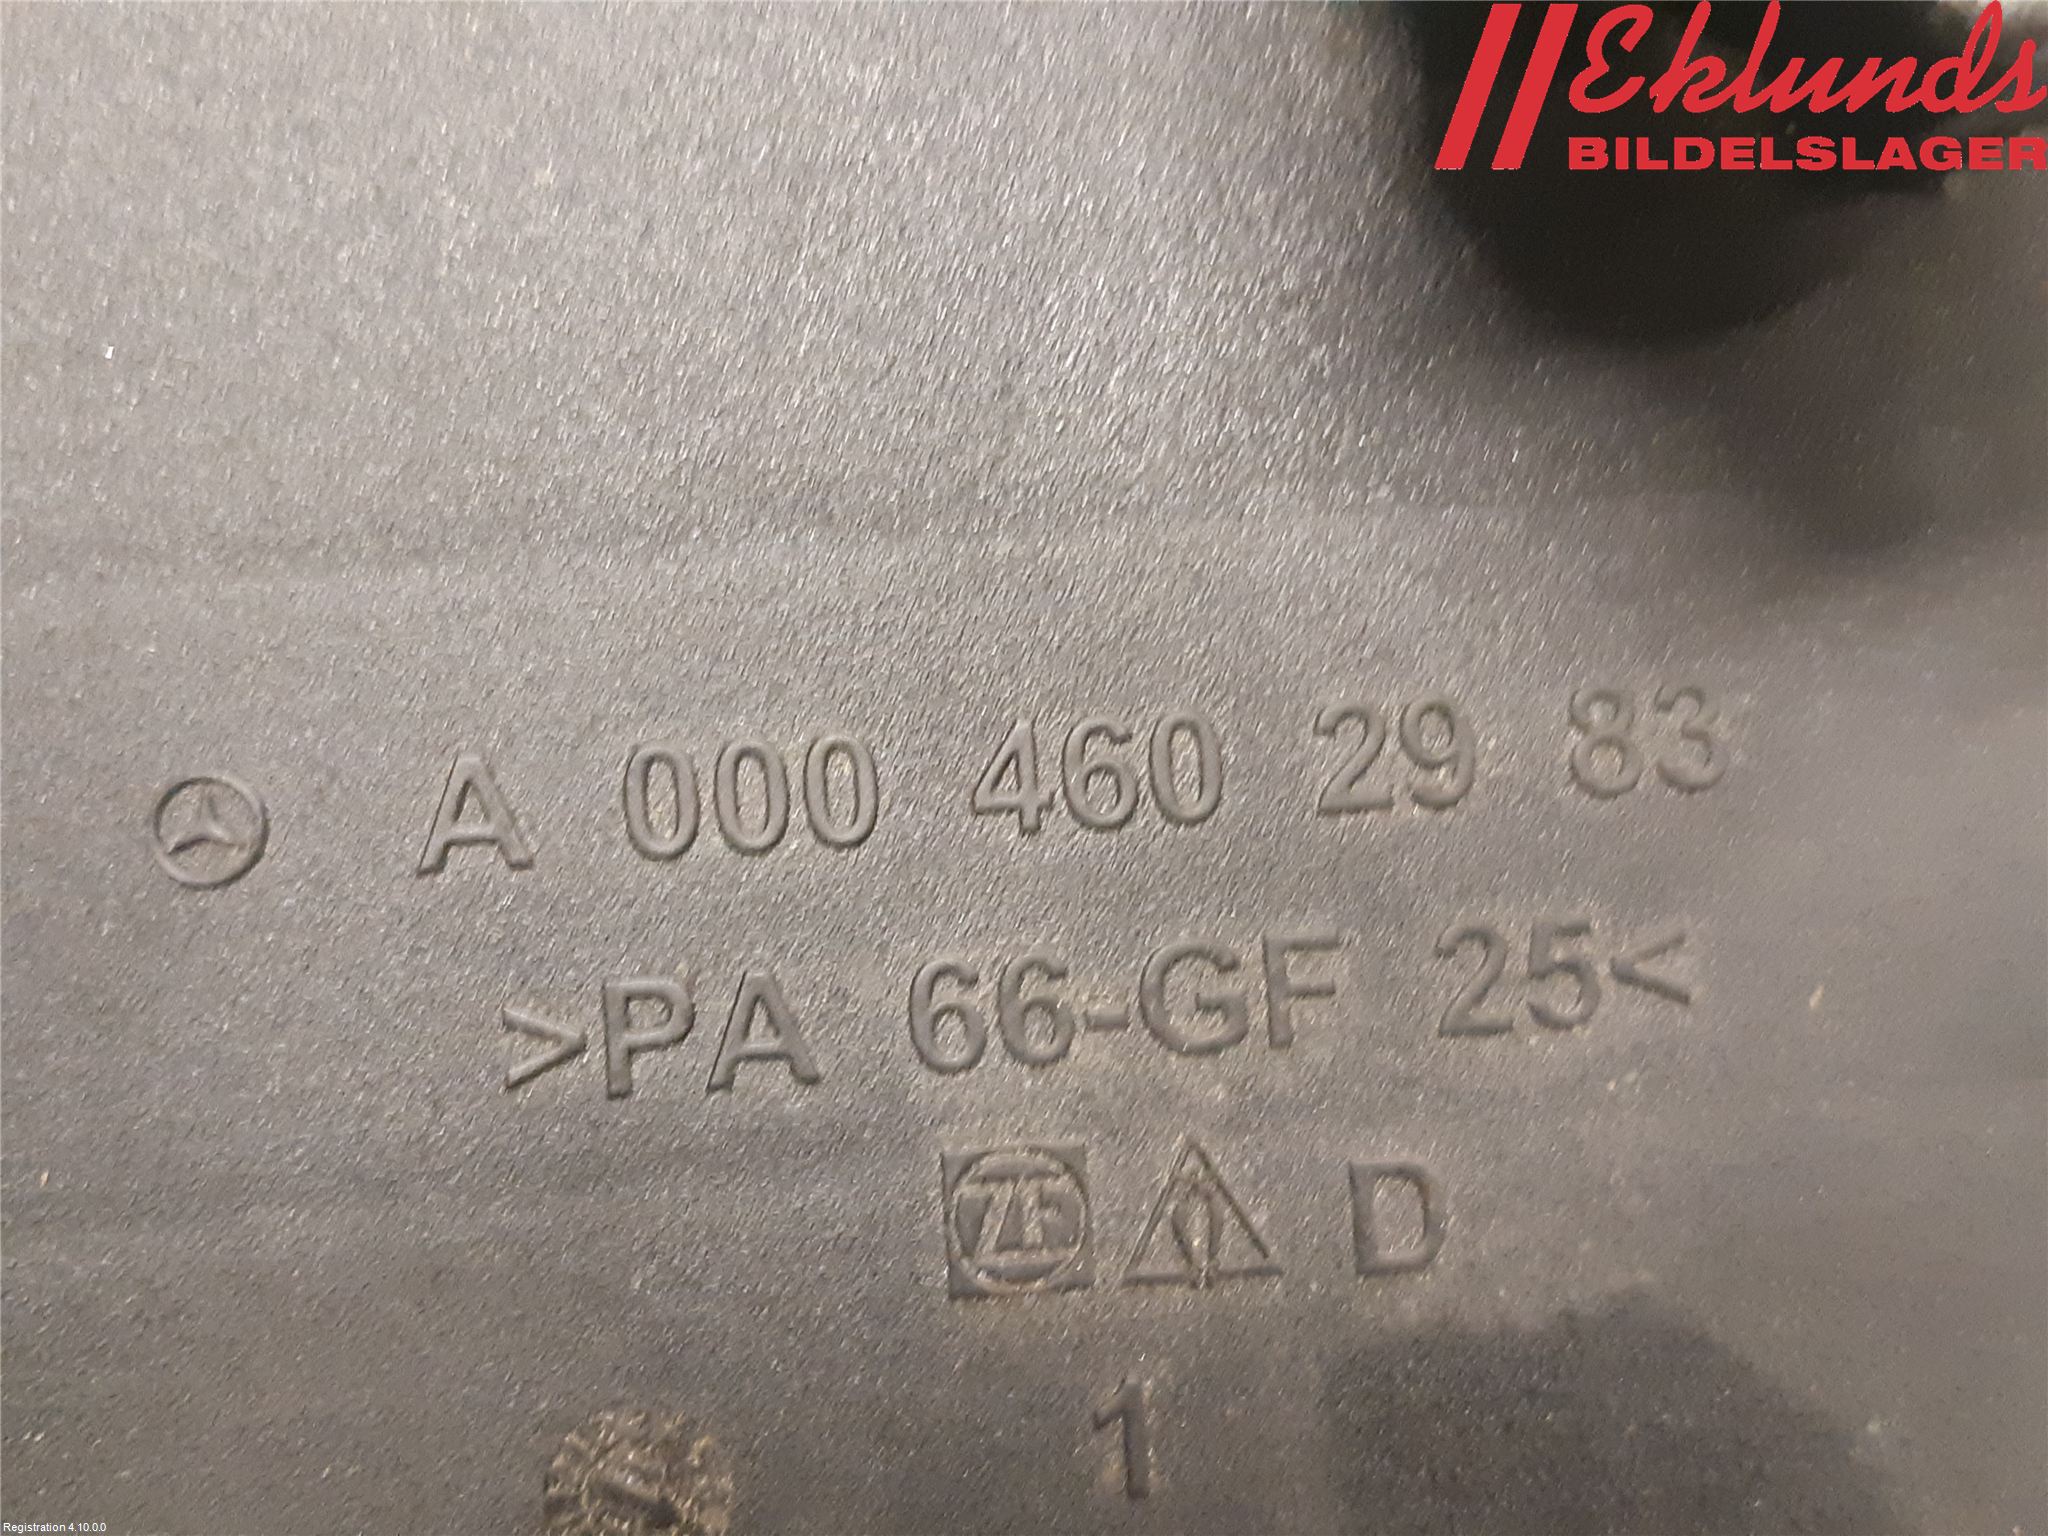 Eklunds
BILDELSLAGER
A 000 460 29 83
>PA 66-GF 25<
ZF D
1
Registration 4.10.0.0